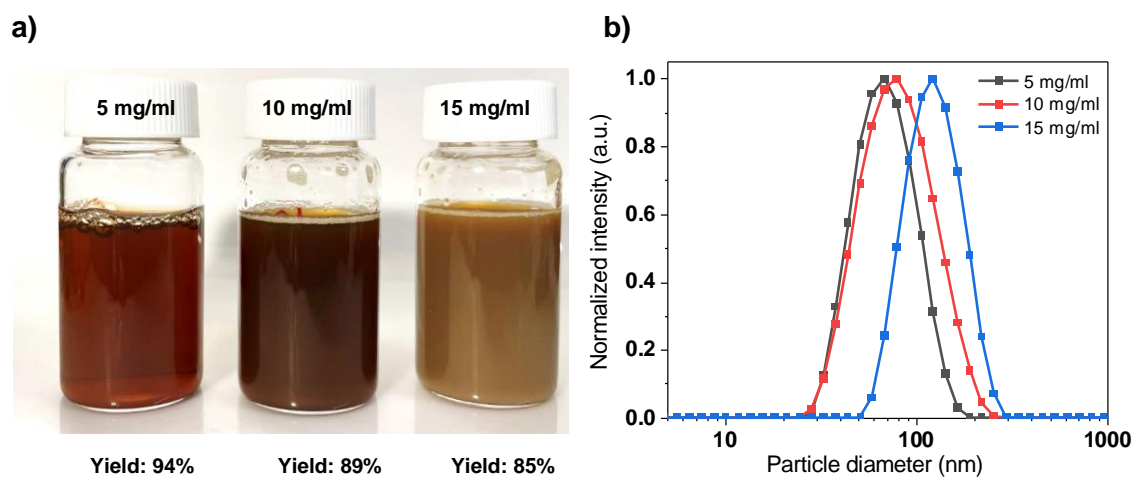 a)
5 mg/ml
10 mg/ml
15 mg/ml
Yield: 94%
Yield: 89%
Yield: 85%
b)
Normalized intensity (a.u.)
1.0
0.8
0.6
0.4
0.2
0.0
5 mg/ml
10 mg/ml
15 mg/ml
10
100
1000
Particle diameter (nm)